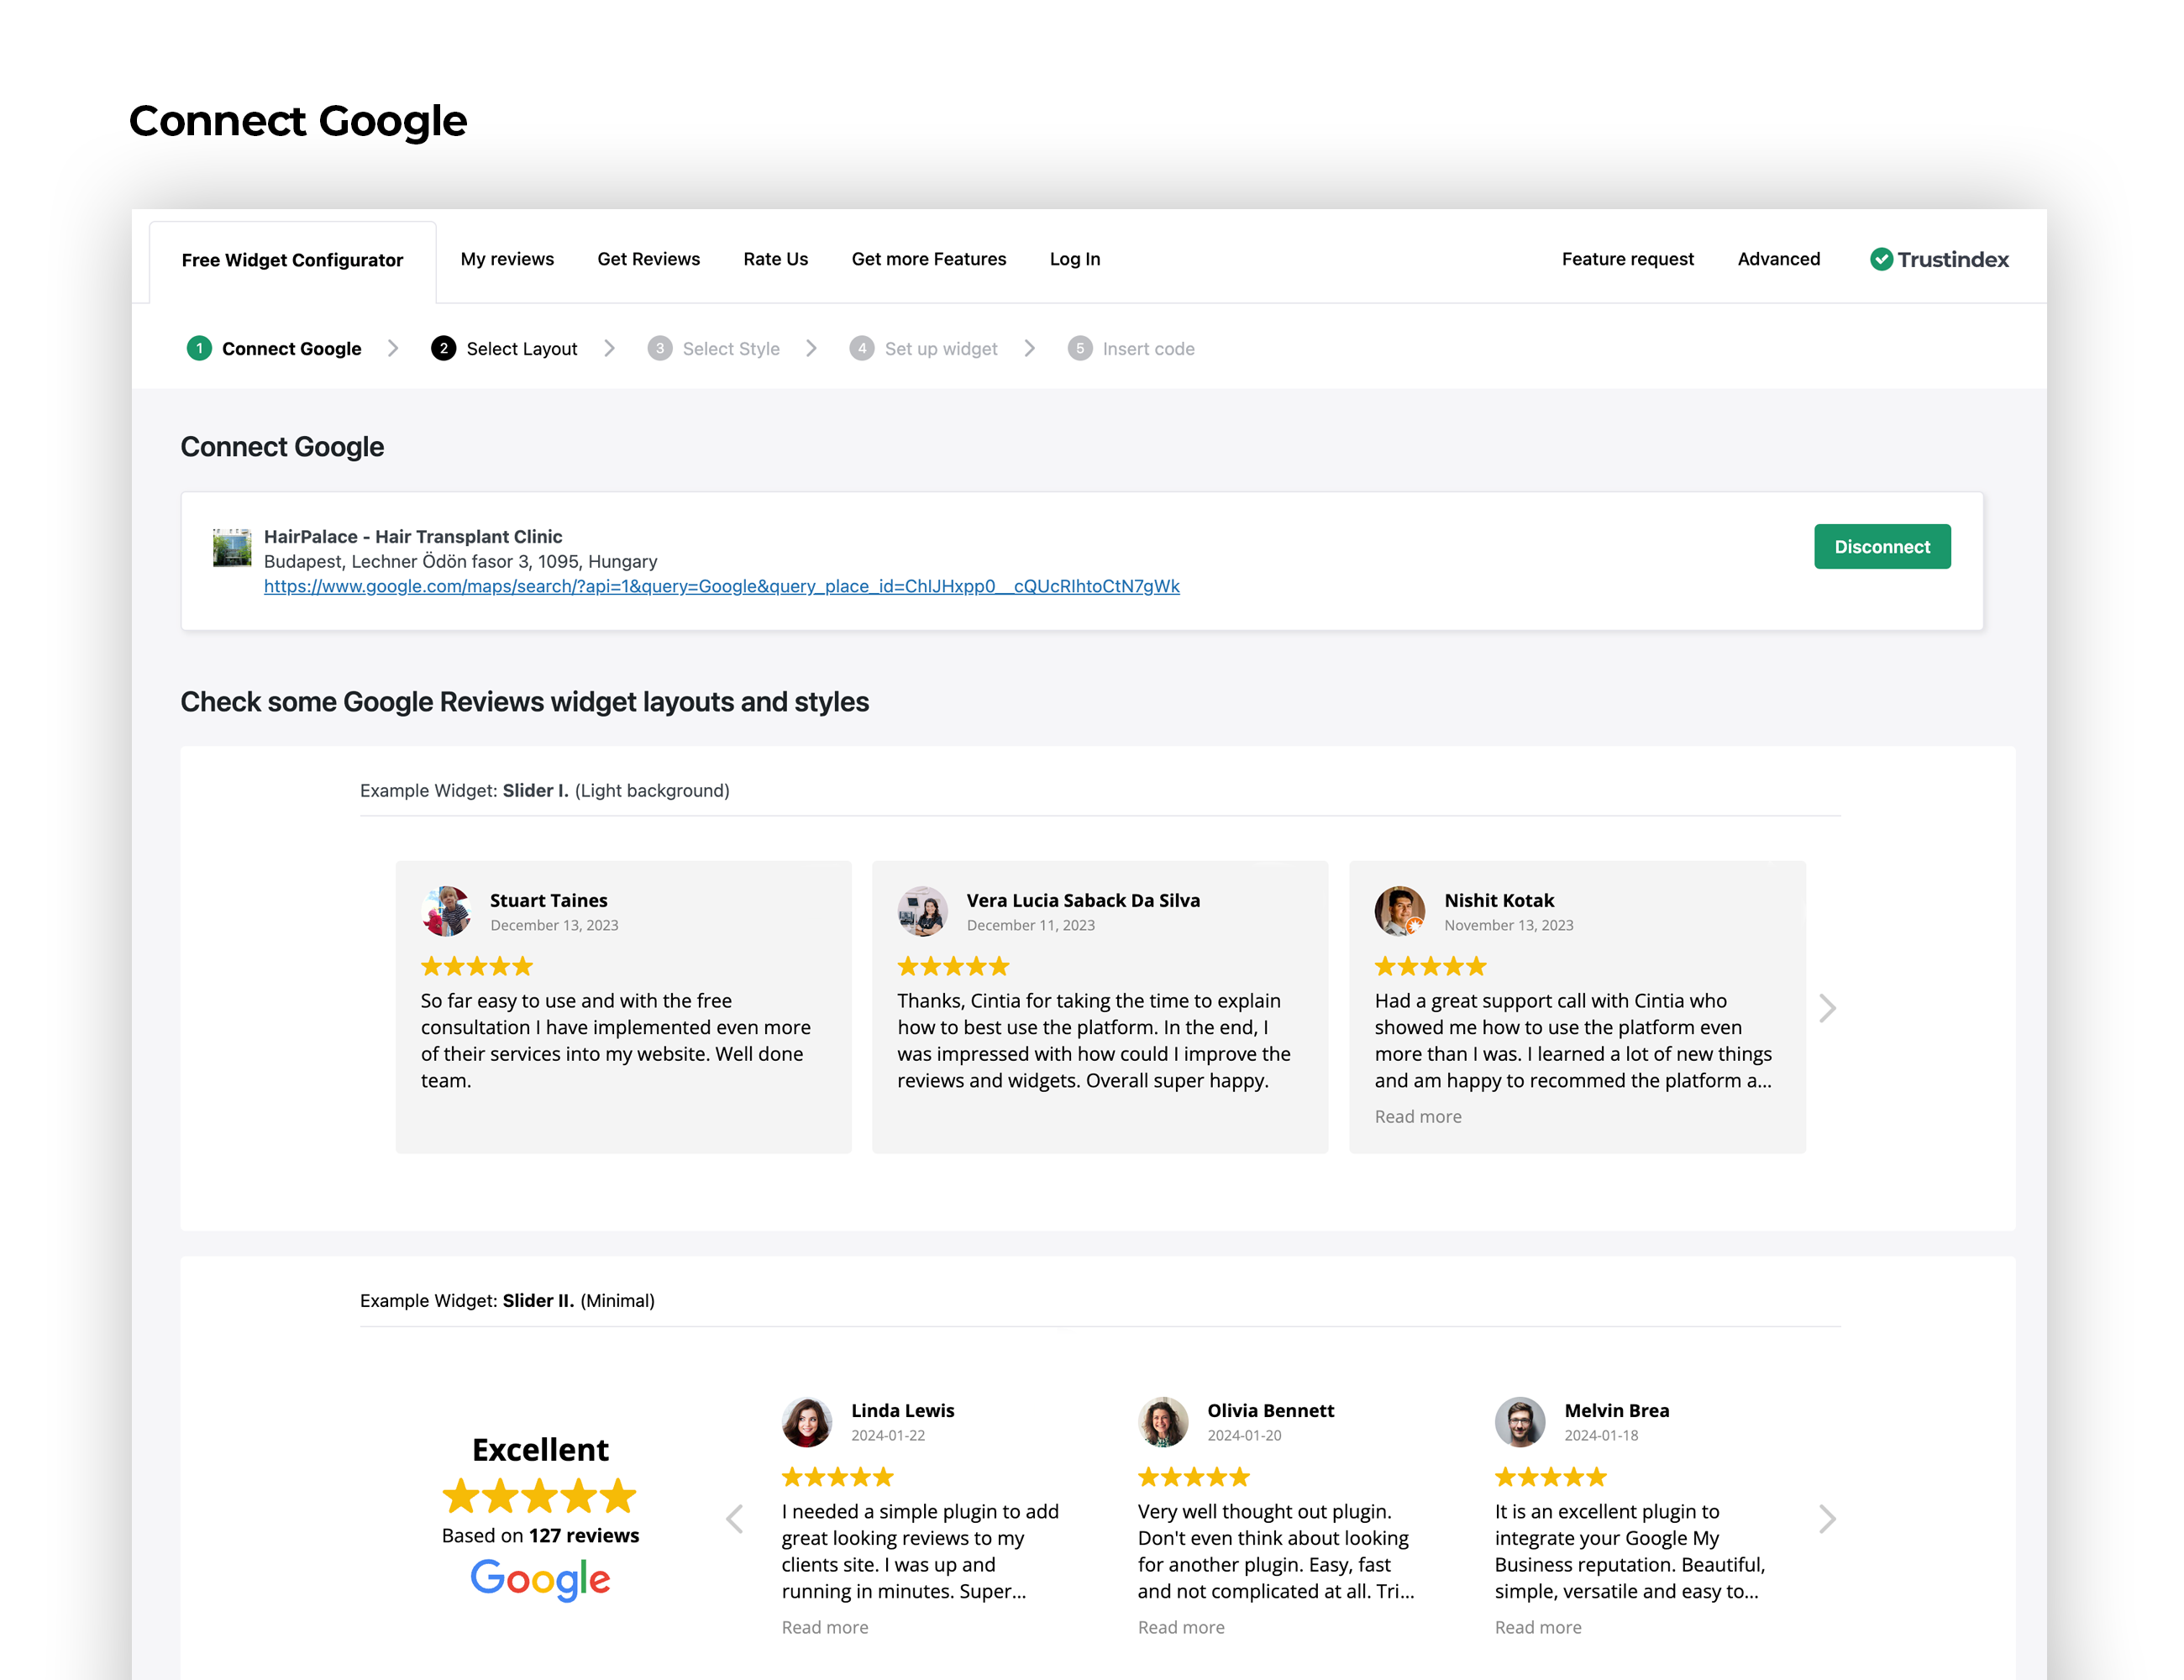 Connect Google
Free Widget Configurator
My reviews
Get Reviews
Rate Us
Get more Features
Log In
Feature request
Advanced
Trustindex
1 Connect Google
2 Select Layout
3 Select Style
4 Set up widget
5 Insert code
Connect Google
HairPalace - Hair Transplant Clinic
Budapest, Lechner Ödön fasor 3, 1095, Hungary
https://www.google.com/maps/search/?api=1&query=Google&query_place_id=ChIJHxpp0__cQUcRlhtoCtN7gWk
Disconnect
Check some Google Reviews widget layouts and styles
Example Widget: Slider I. (Light background)
Stuart Taines
December 13, 2023
So far easy to use and with the free
consultation I have implemented even more
of their services into my website. Well done
team.
Vera Lucia Saback Da Silva
December 11, 2023
Thanks, Cintia for taking the time to explain
how to best use the platform. In the end, I
was impressed with how could I improve the
reviews and widgets. Overall super happy.
Nishit Kotak
November 13, 2023
Had a great support call with Cintia who
showed me how to use the platform even
more than I was. I learned a lot of new things
and am happy to recommed the platform a...
Read more
Example Widget: Slider II. (Minimal)
Excellent
Based on 127 reviews
Google
Linda Lewis
2024-01-22
I needed a simple plugin to add
great looking reviews to my
clients site. I was up and
running in minutes. Super...
Read more
Olivia Bennett
2024-01-20
Very well thought out plugin.
Don't even think about looking
for another plugin. Easy, fast
and not complicated at all. Tri...
Read more
Melvin Brea
2024-01-18
It is an excellent plugin to
integrate your Google My
Business reputation. Beautiful,
simple, versatile and easy to...
Read more